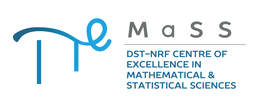 MaSS
DST-NRF CENTRE OF
EXCELLENCE IN
MATHEMATICAL &
STATISTICAL SCIENCES